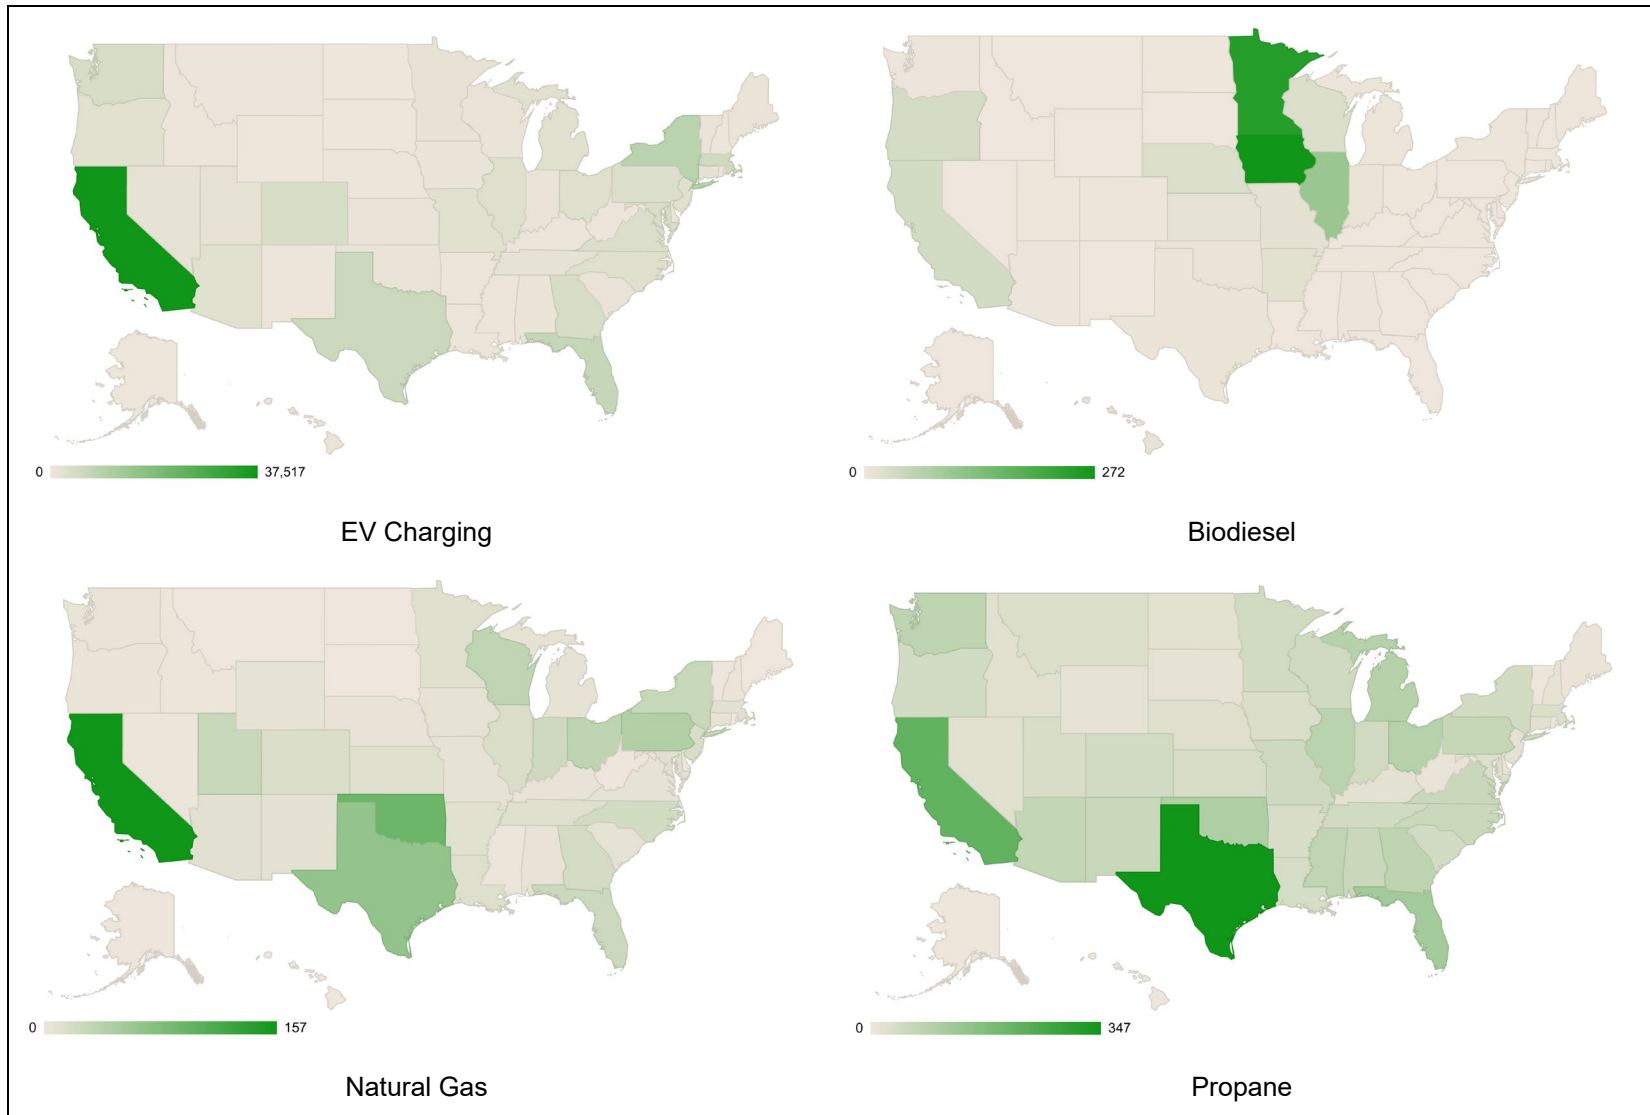 0 37,517
EV Charging
0 272
Biodiesel
0 157
Natural Gas
0 347
Propane